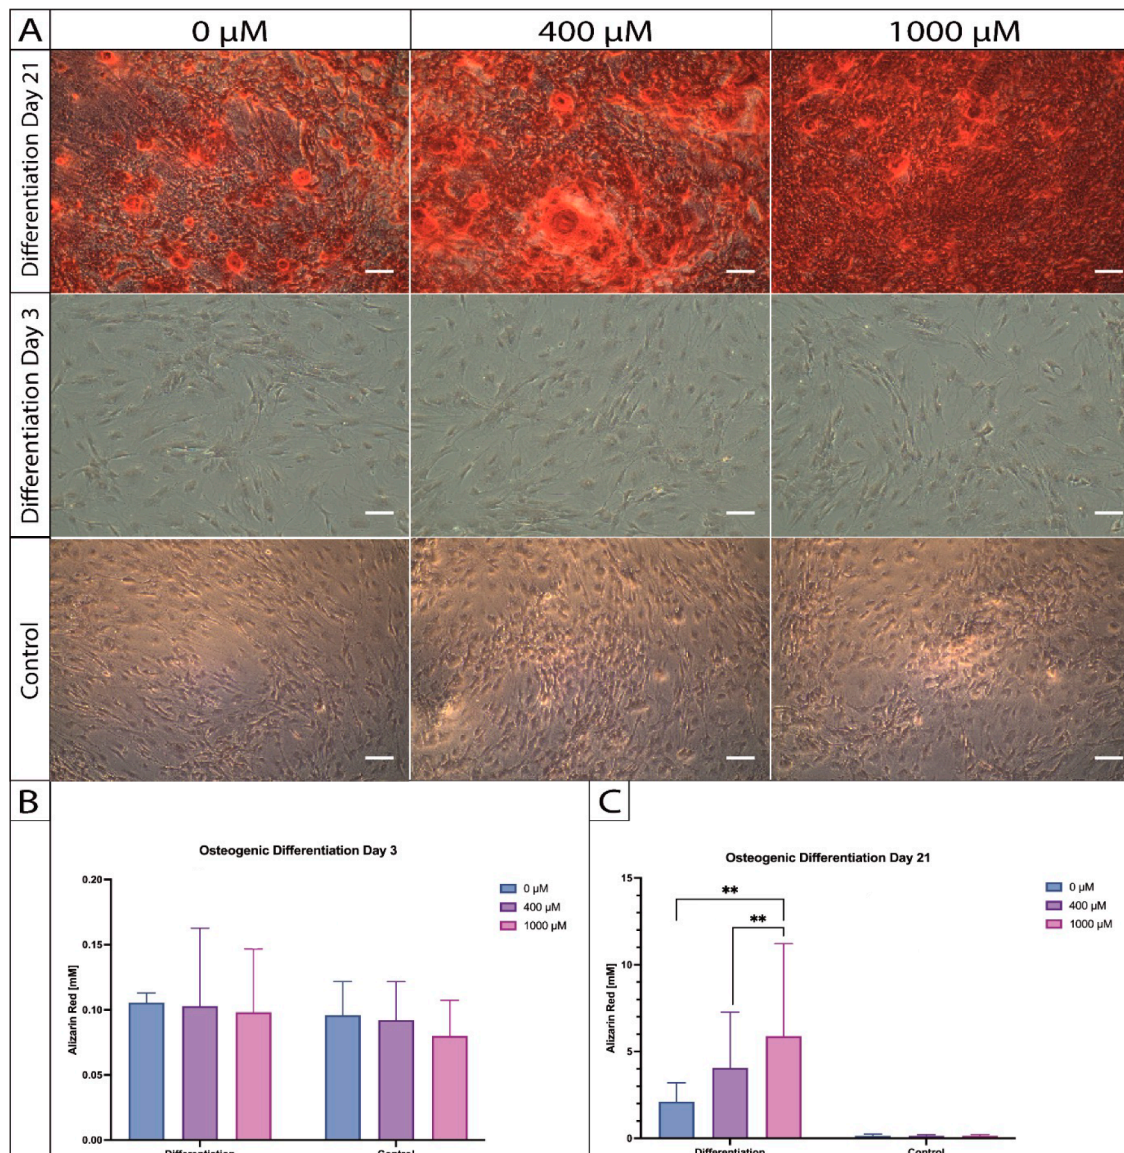 A
0 µM
400 µM
1000 µM
Differentiation Day 21
Differentiation Day 3
Control
B
Osteogenic Differentiation Day 3
Alizarin Red [mM]
0.20
0.15
0.10
0.05
0.00
0 µM
400 µM
1000 µM
Differentiation
Control
C
Osteogenic Differentiation Day 21
Alizarin Red [mM]
15
10
5
0
**
**
0 µM
400 µM
1000 µM
Differentiation
Control